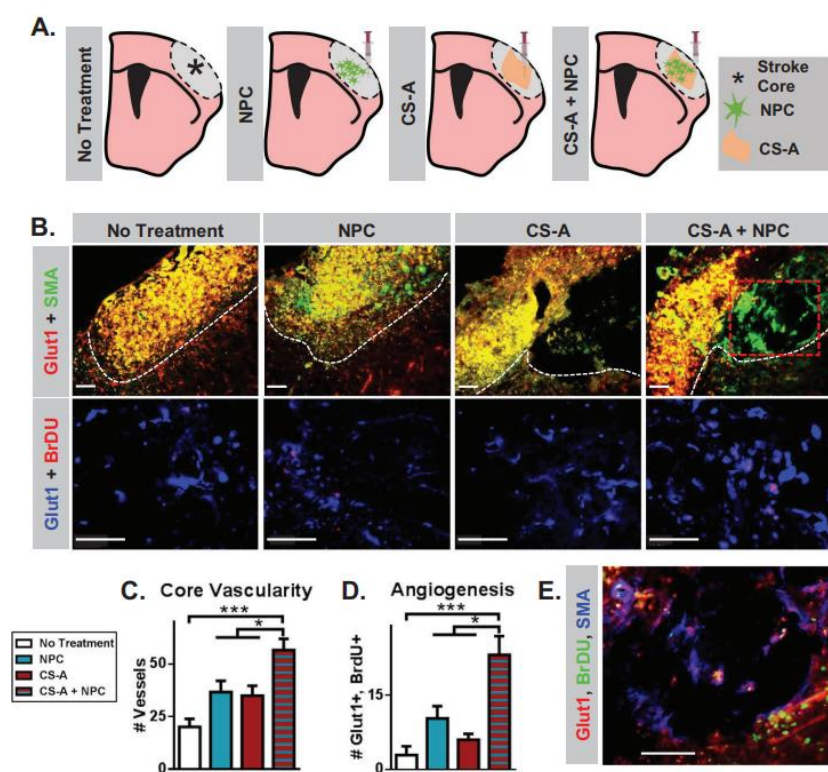 A.
No Treatment
NPC
CS-A
CS-A + NPC
* Stroke
Core
NPC
CS-A
B.
No Treatment
NPC
CS-A
CS-A + NPC
Glut1 + SMA
Glut1 + BrDU
C. Core Vascularity
***
*
# Vessels
50
25
0
No Treatment
NPC
CS-A
CS-A + NPC
D. Angiogenesis
***
*
# Glut1+, BrdU+
15
0
E.
Glut1, BrDU, SMA